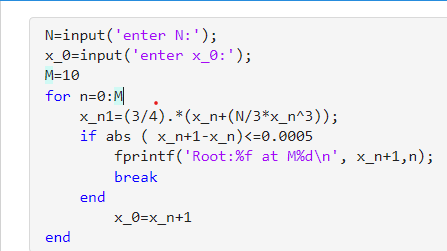 N=input('enter N:');
x_0=input('enter x_0:');
M=10
for n=0:M
x_n1=(3/4).*(x_n+(N/3*x_n^3));
if abs ( x_n+1-x_n)<=0.0005
fprintf('Root:%f at M%d\n', x_n+1,n);
break
end
x_0=x_n+1
end